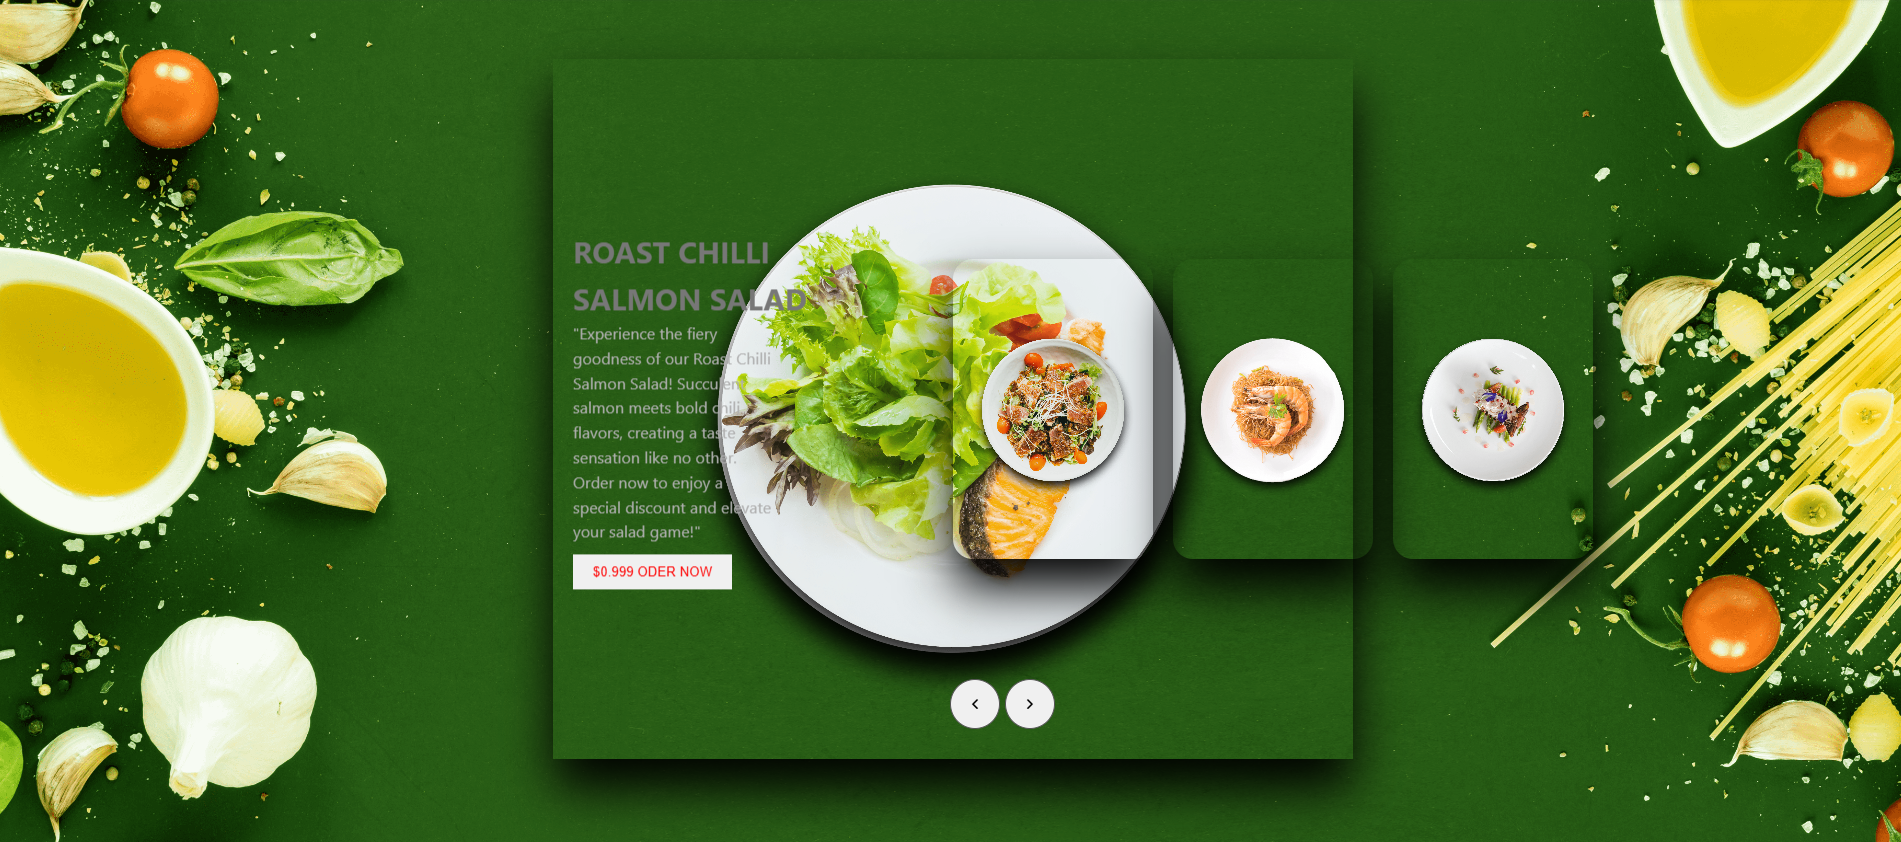 ROAST CHILLI
SALMON SALAD
"Experience the fiery
goodness of our Roast Chilli
Salmon Salad! Succulent
salmon meets bold chili
flavors, creating a taste
sensation like no other.
Order now to enjoy a
special discount and elevate
your salad game!"
$0.999 ODER NOW